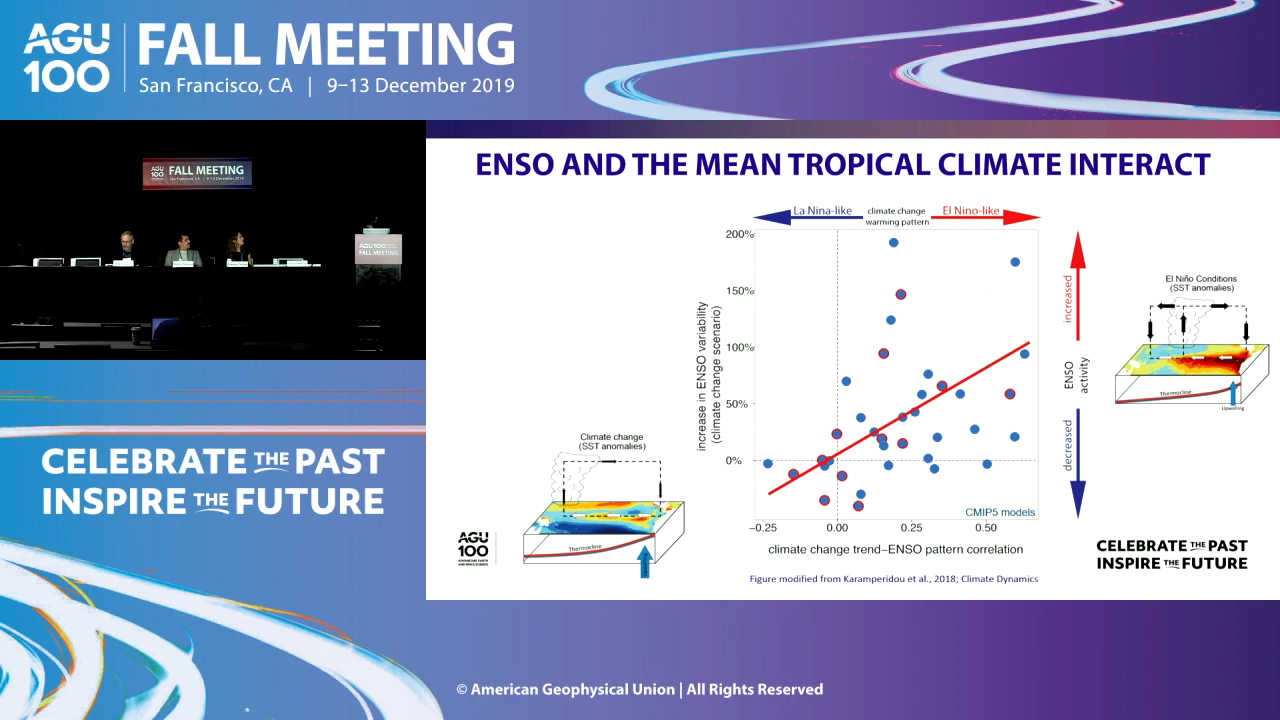 AGU
100
FALL MEETING
San Francisco, CA | 9–13 December 2019
AGU
100
FALL MEETING
San Francisco, CA | 9-13 December 2019
AGU100
FALL MEETING
CELEBRATE THE PAST
INSPIRE THE FUTURE
ENSO AND THE MEAN TROPICAL CLIMATE INTERACT
La Nina-like
climate change
warming pattern
El Nino-like
200%
150%
100%
50%
0%
increase in ENSO variability
(climate change scenario)
−0.25
0.00
0.25
0.50
CMIP5 models
climate change trend−ENSO pattern correlation
Figure modified from Karamperidou et al., 2018; Climate Dynamics
increased
ENSO
activity
decreased
El Niño Conditions
(SST anomalies)
Thermocline
Upwelling
Climate change
(SST anomalies)
Thermocline
AGU
100
ADVANCING EARTH
AND SPACE SCIENCE
CELEBRATE THE PAST
INSPIRE THE FUTURE
© American Geophysical Union | All Rights Reserved